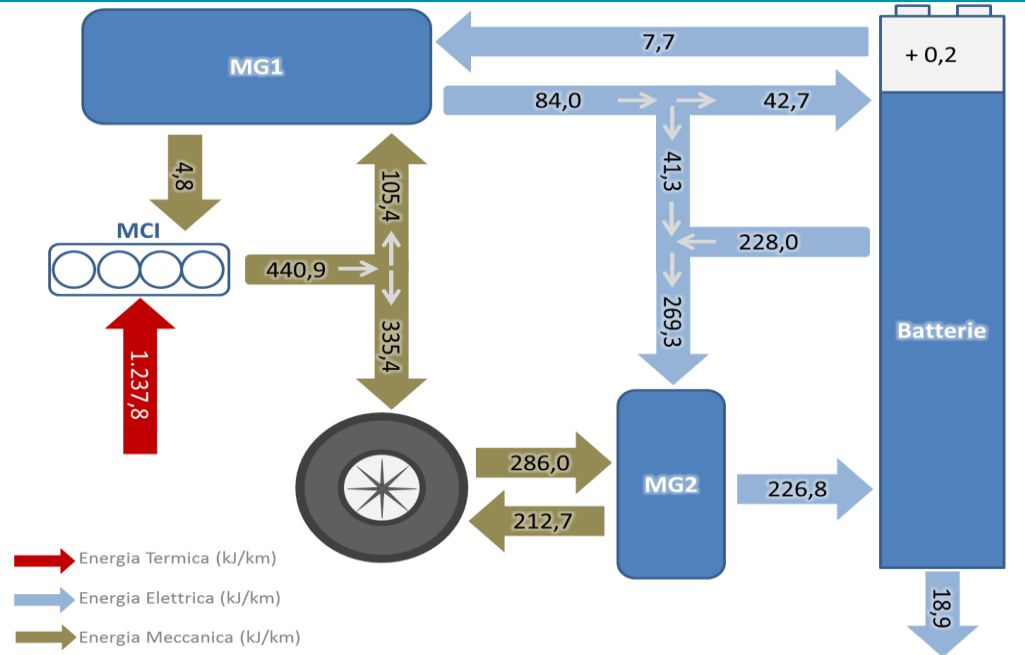 MG1
7,7
+ 0,2
84,0
42,7
4,8
105,4
41,3
MCI
440,9
228,0
335,4
269,3
Batterie
1.237,8
286,0
MG2
226,8
212,7
Energia Termica (kJ/km)
Energia Elettrica (kJ/km)
18,9
Energia Meccanica (kJ/km)